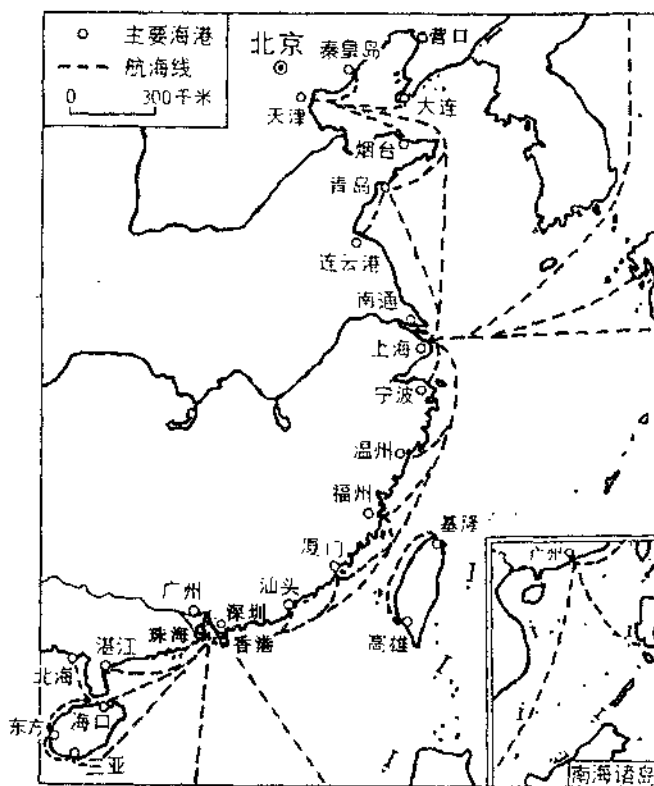 主要海港
航海线
0 300千米
北京
营口
秦皇岛
天津
大连
烟台
青岛
连云港
南通
上海
宁波
温州
福州
基隆
厦门
广州
汕头
深圳
珠海
香港
高雄
湛江
北海
海口
东方
三亚
广州
南海诸岛